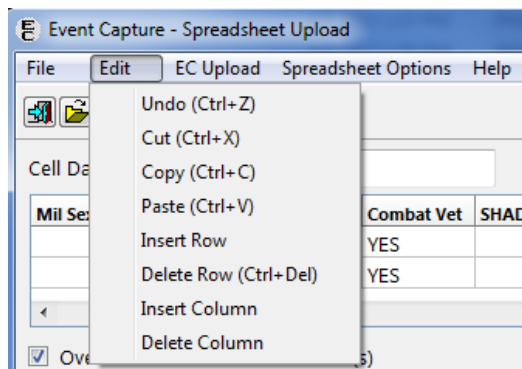 Event Capture - Spreadsheet Upload
File Edit EC Upload Spreadsheet Options Help
Undo (Ctrl+Z)
Cut (Ctrl+X)
Cell Da
Copy (Ctrl+C)
Paste (Ctrl+V)
Mil Sex Combat Vet SHAD
Insert Row
YES
Delete Row (Ctrl+Del)
YES
Insert Column
Delete Column
Ove (s)